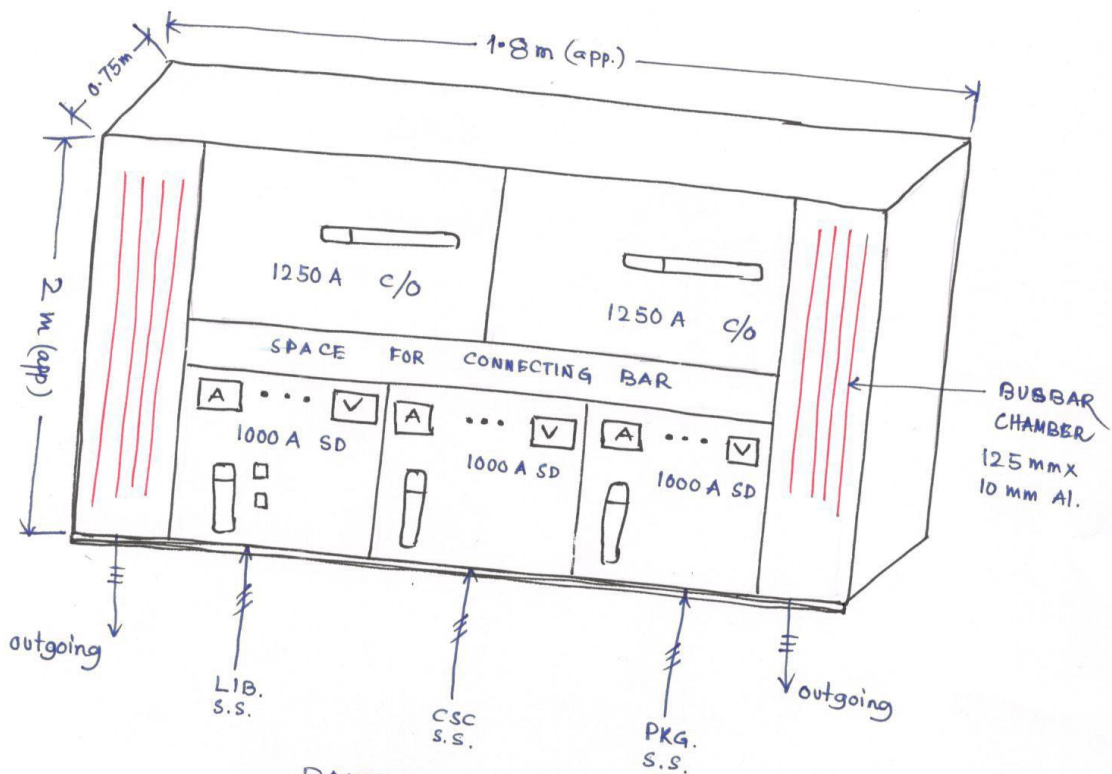 1.8 m (app.)
0.75m
2 m (app)
1250 A C/O
1250 A C/O
SPACE FOR CONNECTING BAR
A ... V
1000 A SD
A ... V
1000 A SD
A ... V
1000 A SD
BUSBAR
CHAMBER
125 mm x
10 mm Al.
outgoing
LIB.
S.S.
CSC
S.S.
PKG.
S.S.
outgoing